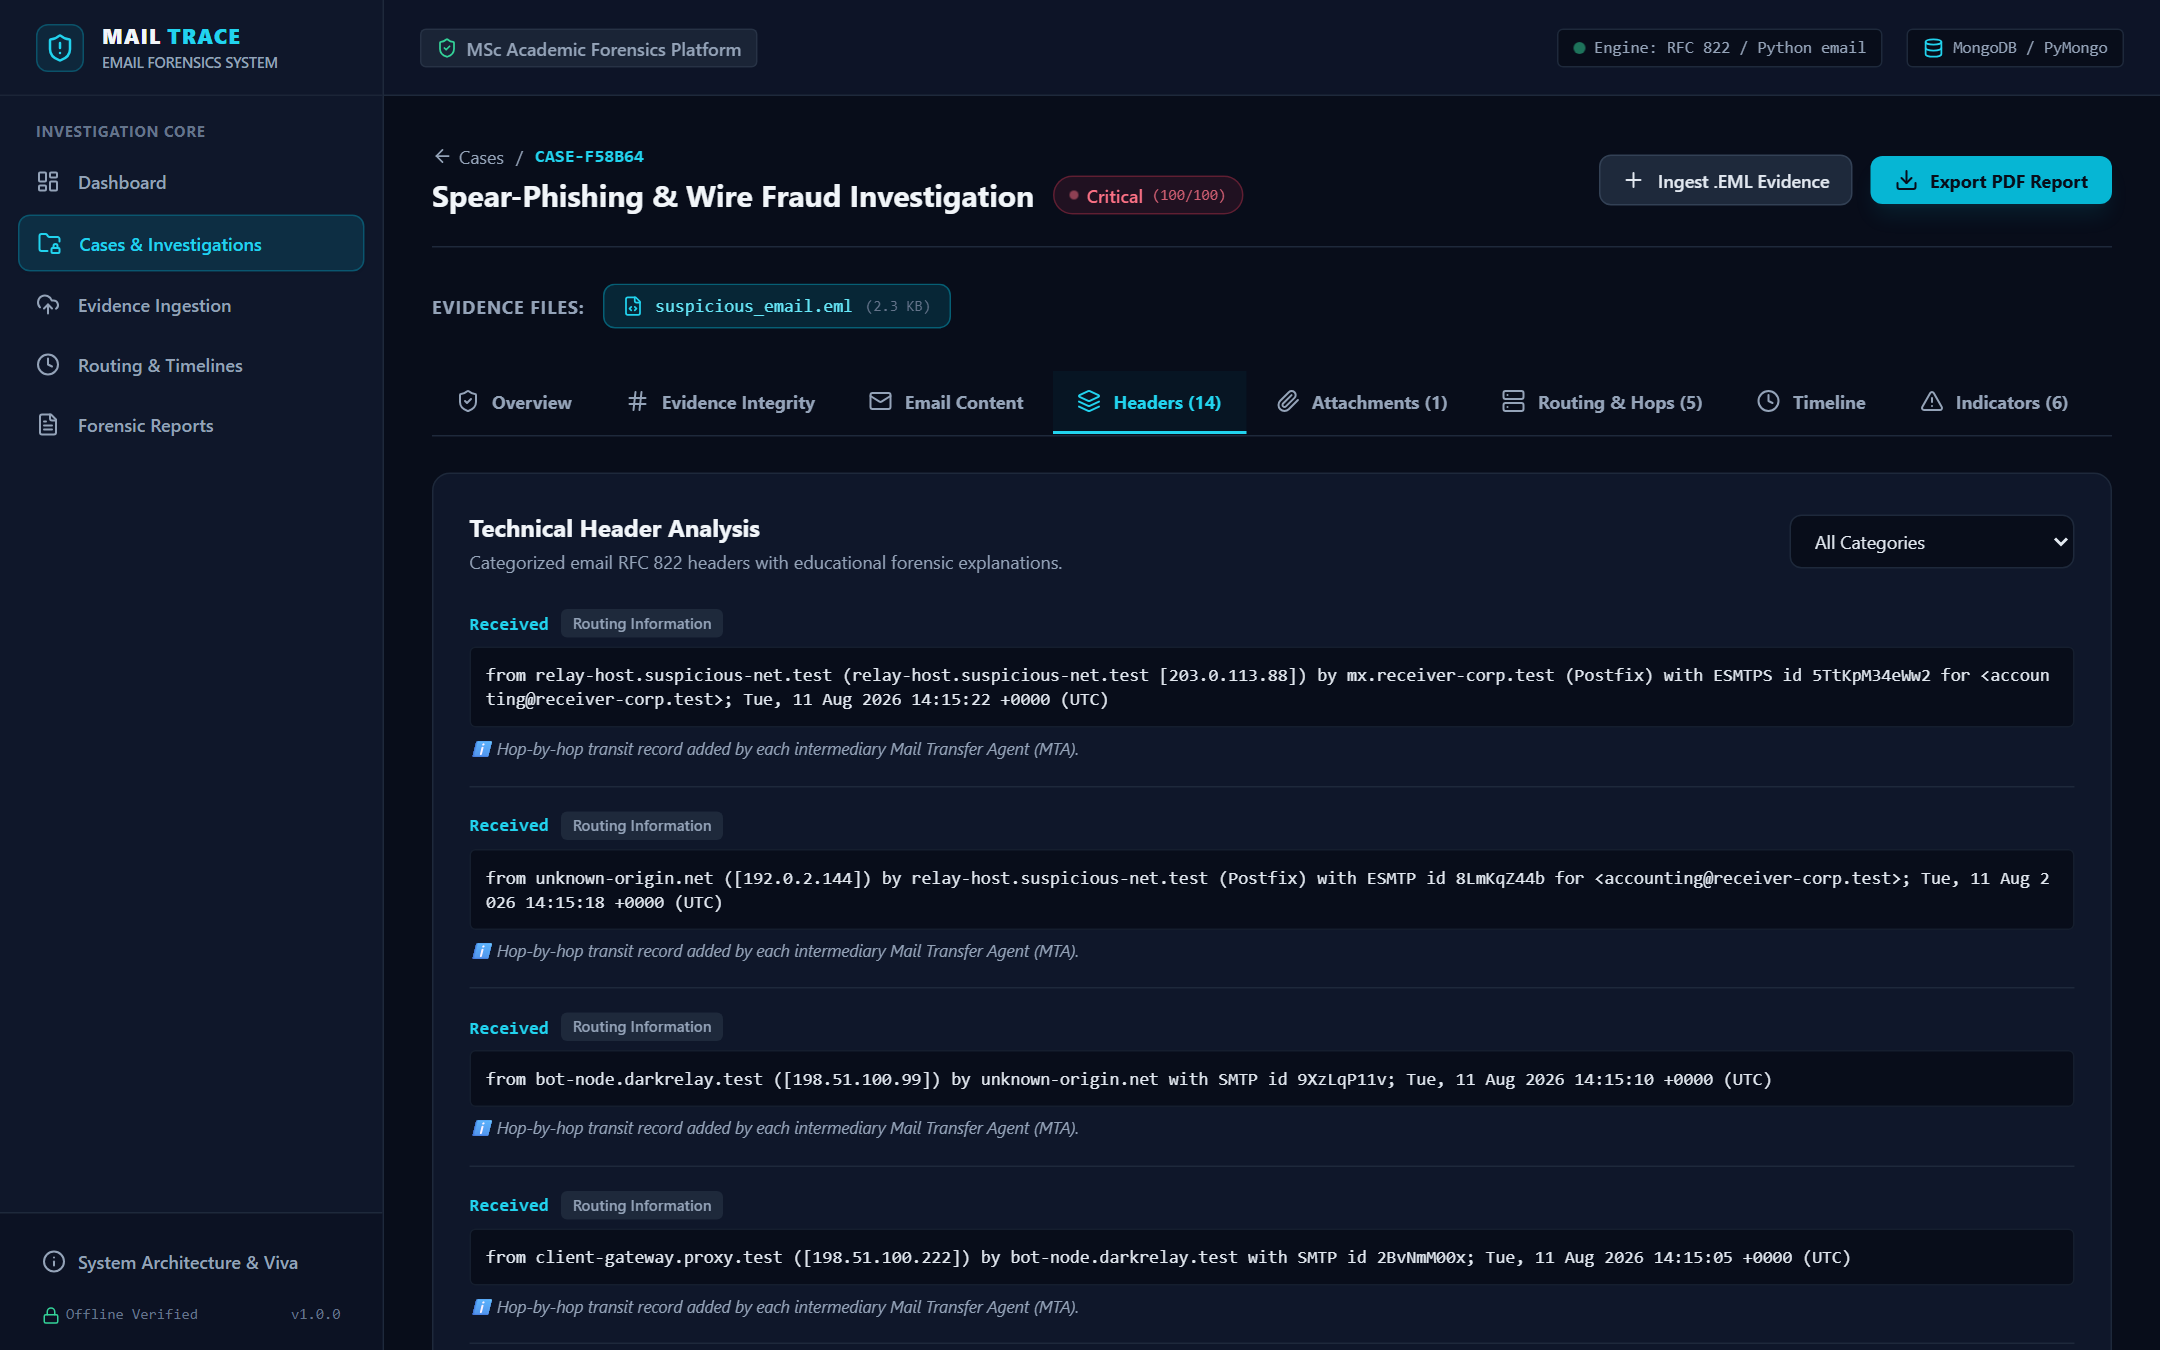 MAIL TRACE
EMAIL FORENSICS SYSTEM
MSc Academic Forensics Platform
Engine: RFC 822 / Python email
MongoDB / PyMongo
INVESTIGATION CORE
Dashboard
Cases & Investigations
Evidence Ingestion
Routing & Timelines
Forensic Reports
Cases / CASE-F58B64
Spear-Phishing & Wire Fraud Investigation
Critical (100/100)
Ingest .EML Evidence
Export PDF Report
EVIDENCE FILES:
suspicious_email.eml (2.3 KB)
Overview
Evidence Integrity
Email Content
Headers (14)
Attachments (1)
Routing & Hops (5)
Timeline
Indicators (6)
Technical Header Analysis
Categorized email RFC 822 headers with educational forensic explanations.
All Categories
Received Routing Information
from relay-host.suspicious-net.test (relay-host.suspicious-net.test [203.0.113.88]) by mx.receiver-corp.test (Postfix) with ESMTPS id 5TtKpM34eWw2 for <accoun
ting@receiver-corp.test>; Tue, 11 Aug 2026 14:15:22 +0000 (UTC)
Hop-by-hop transit record added by each intermediary Mail Transfer Agent (MTA).
Received Routing Information
from unknown-origin.net ([192.0.2.144]) by relay-host.suspicious-net.test (Postfix) with ESMTP id 8LmKqZ44b for <accounting@receiver-corp.test>; Tue, 11 Aug 2
026 14:15:18 +0000 (UTC)
Hop-by-hop transit record added by each intermediary Mail Transfer Agent (MTA).
Received Routing Information
from bot-node.darkrelay.test ([198.51.100.99]) by unknown-origin.net with SMTP id 9XzLqP11v; Tue, 11 Aug 2026 14:15:10 +0000 (UTC)
Hop-by-hop transit record added by each intermediary Mail Transfer Agent (MTA).
Received Routing Information
from client-gateway.proxy.test ([198.51.100.222]) by bot-node.darkrelay.test with SMTP id 2BvNmM00x; Tue, 11 Aug 2026 14:15:05 +0000 (UTC)
Hop-by-hop transit record added by each intermediary Mail Transfer Agent (MTA).
System Architecture & Viva
Offline Verified
v1.0.0